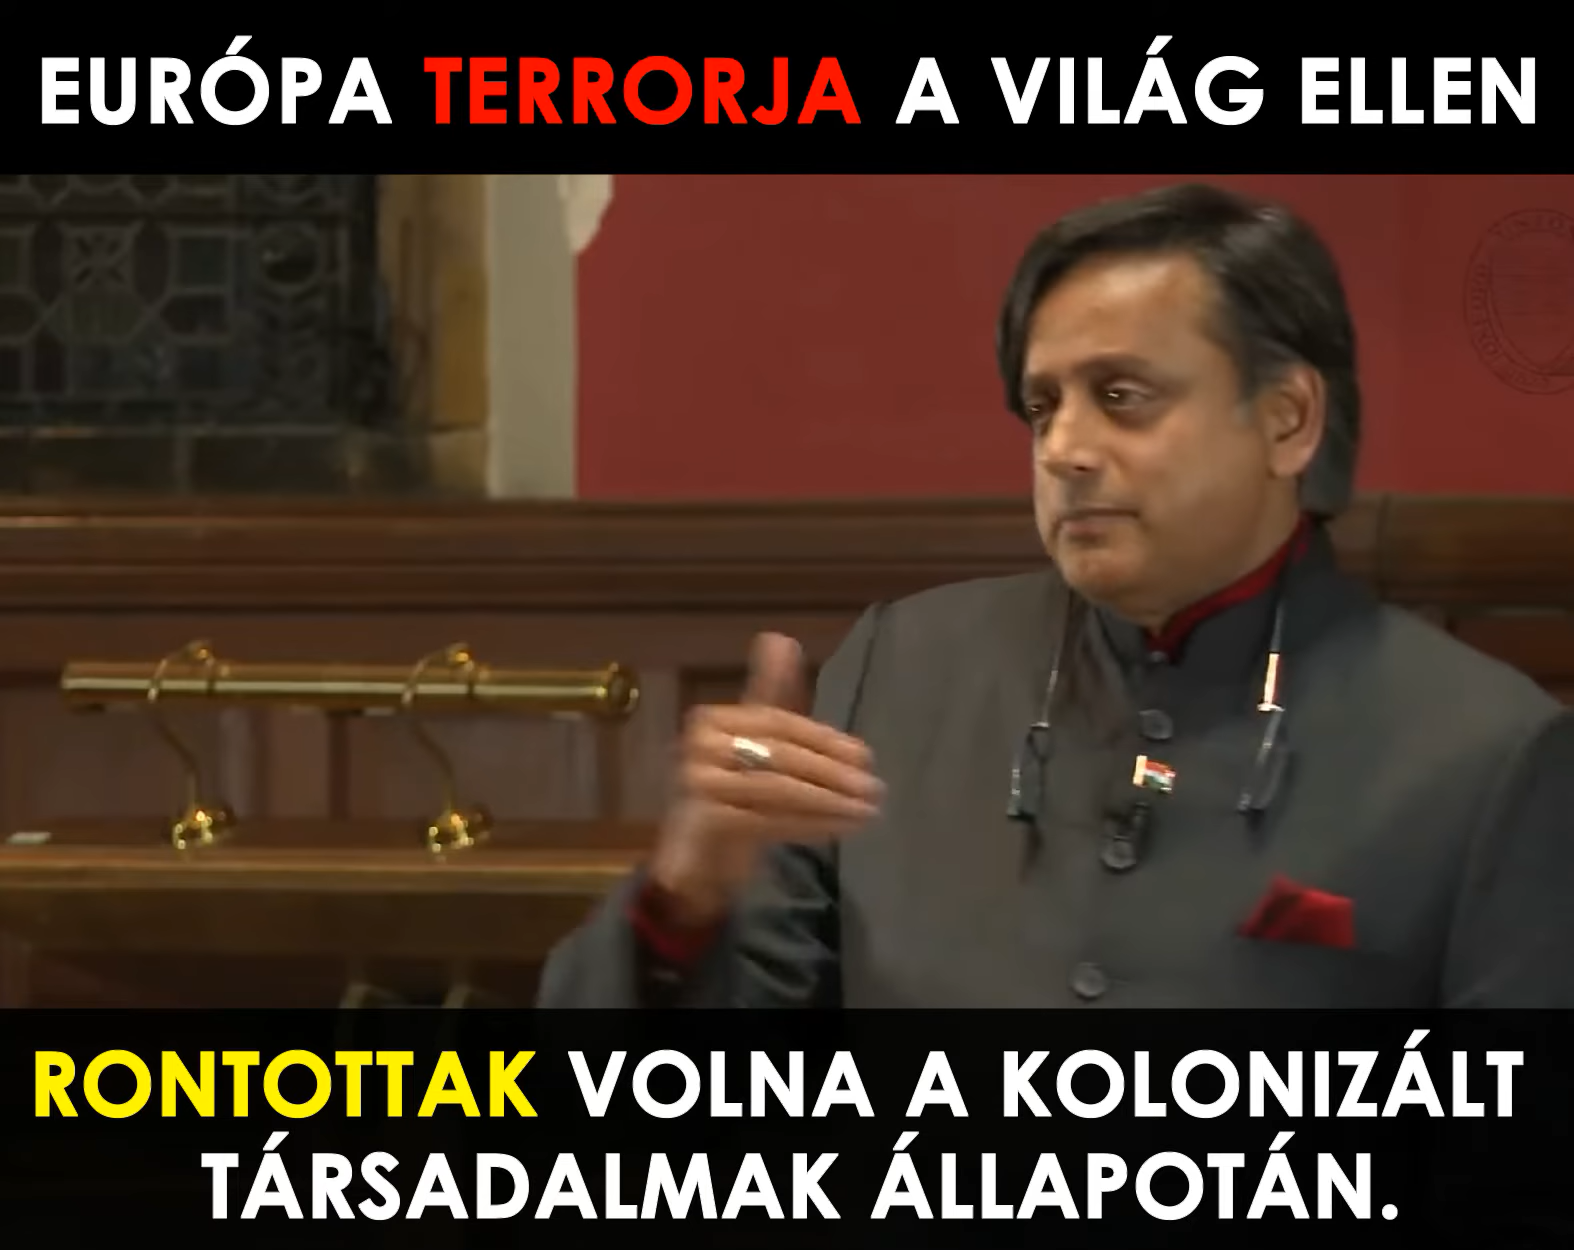 EURÓPA TERRORJA A VILÁG ELLEN
RONTOTTAK VOLNA A KOLONIZÁLT
TÁRSADALMAK ÁLLAPOTÁN.